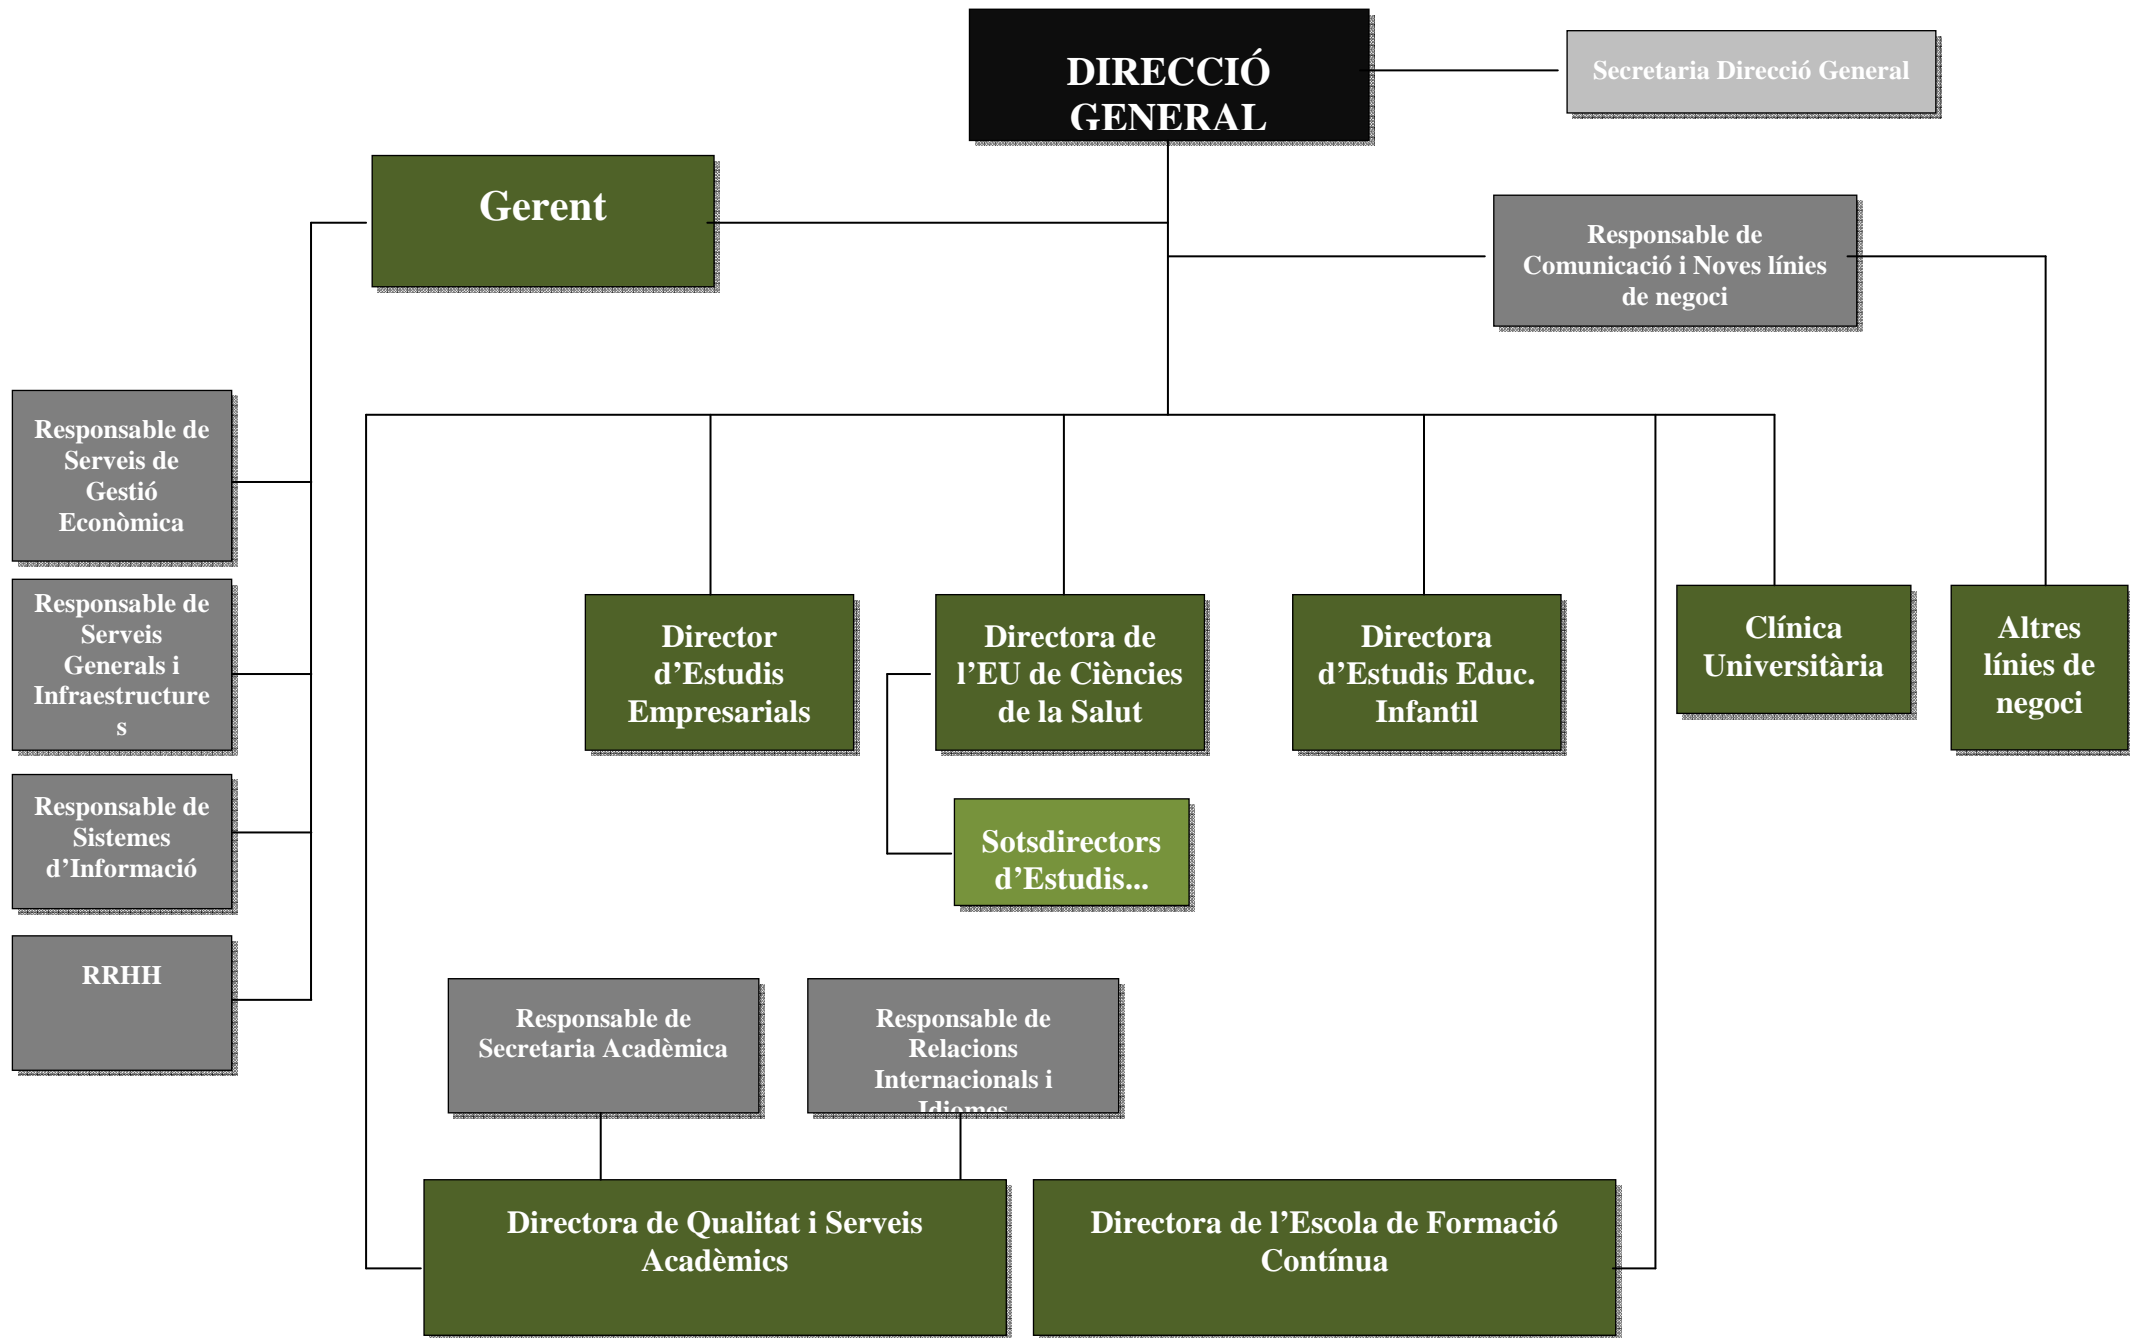 DIRECCIÓ
GENERAL
Secretaria Direcció General
Gerent
Responsable de
Comunicació i Noves línies
de negoci
Responsable de
Serveis de
Gestió
Econòmica
Responsable de
Serveis
Generals i
Infraestructure
s
Responsable de
Sistemes
d’Informació
RRHH
Director
d’Estudis
Empresarials
Directora de
l’EU de Ciències
de la Salut
Directora
d’Estudis Educ.
Infantil
Clínica
Universitària
Altres
línies de
negoci
Sotsdirectors
d’Estudis...
Responsable de
Secretaria Acadèmica
Responsable de
Relacions
Internacionals i
Idiomes
Directora de Qualitat i Serveis
Acadèmics
Directora de l’Escola de Formació
Contínua